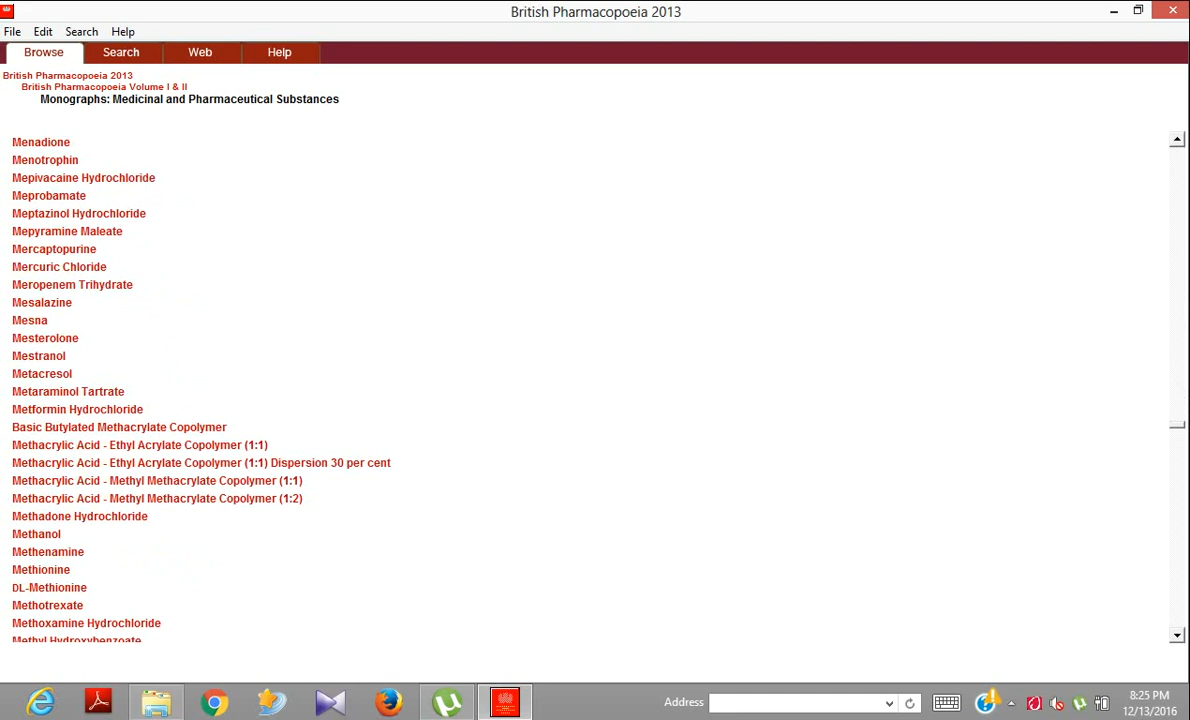 British Pharmacopoeia 2013
File Edit Search Help
Browse Search Web Help
British Pharmacopoeia 2013
British Pharmacopoeia Volume I & II
Monographs: Medicinal and Pharmaceutical Substances
Menadione
Menotrophin
Mepivacaine Hydrochloride
Meprobamate
Meptazinol Hydrochloride
Mepyramine Maleate
Mercaptopurine
Mercuric Chloride
Meropenem Trihydrate
Mesalazine
Mesna
Mesterolone
Mestranol
Metacresol
Metaraminol Tartrate
Metformin Hydrochloride
Basic Butylated Methacrylate Copolymer
Methacrylic Acid - Ethyl Acrylate Copolymer (1:1)
Methacrylic Acid - Ethyl Acrylate Copolymer (1:1) Dispersion 30 per cent
Methacrylic Acid - Methyl Methacrylate Copolymer (1:1)
Methacrylic Acid - Methyl Methacrylate Copolymer (1:2)
Methadone Hydrochloride
Methanol
Methenamine
Methionine
DL-Methionine
Methotrexate
Methoxamine Hydrochloride
Methyl Hydroxybenzoate
Address
8:25 PM
12/13/2016